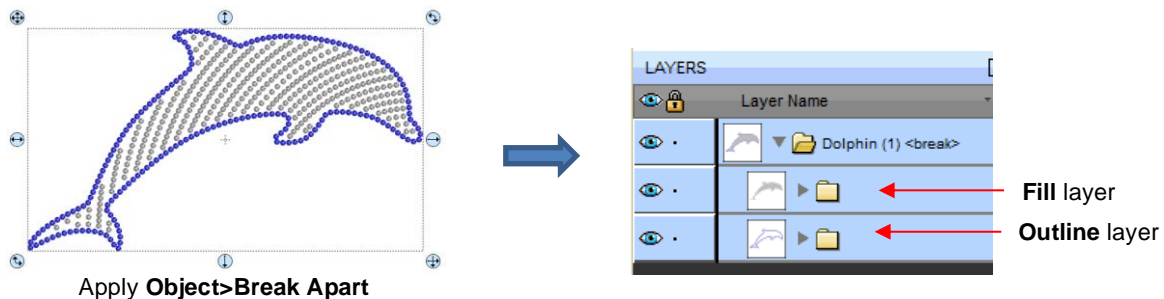 LAYERS
Layer Name
Dolphin (1) <break>
Fill layer
Outline layer
Apply Object>Break Apart